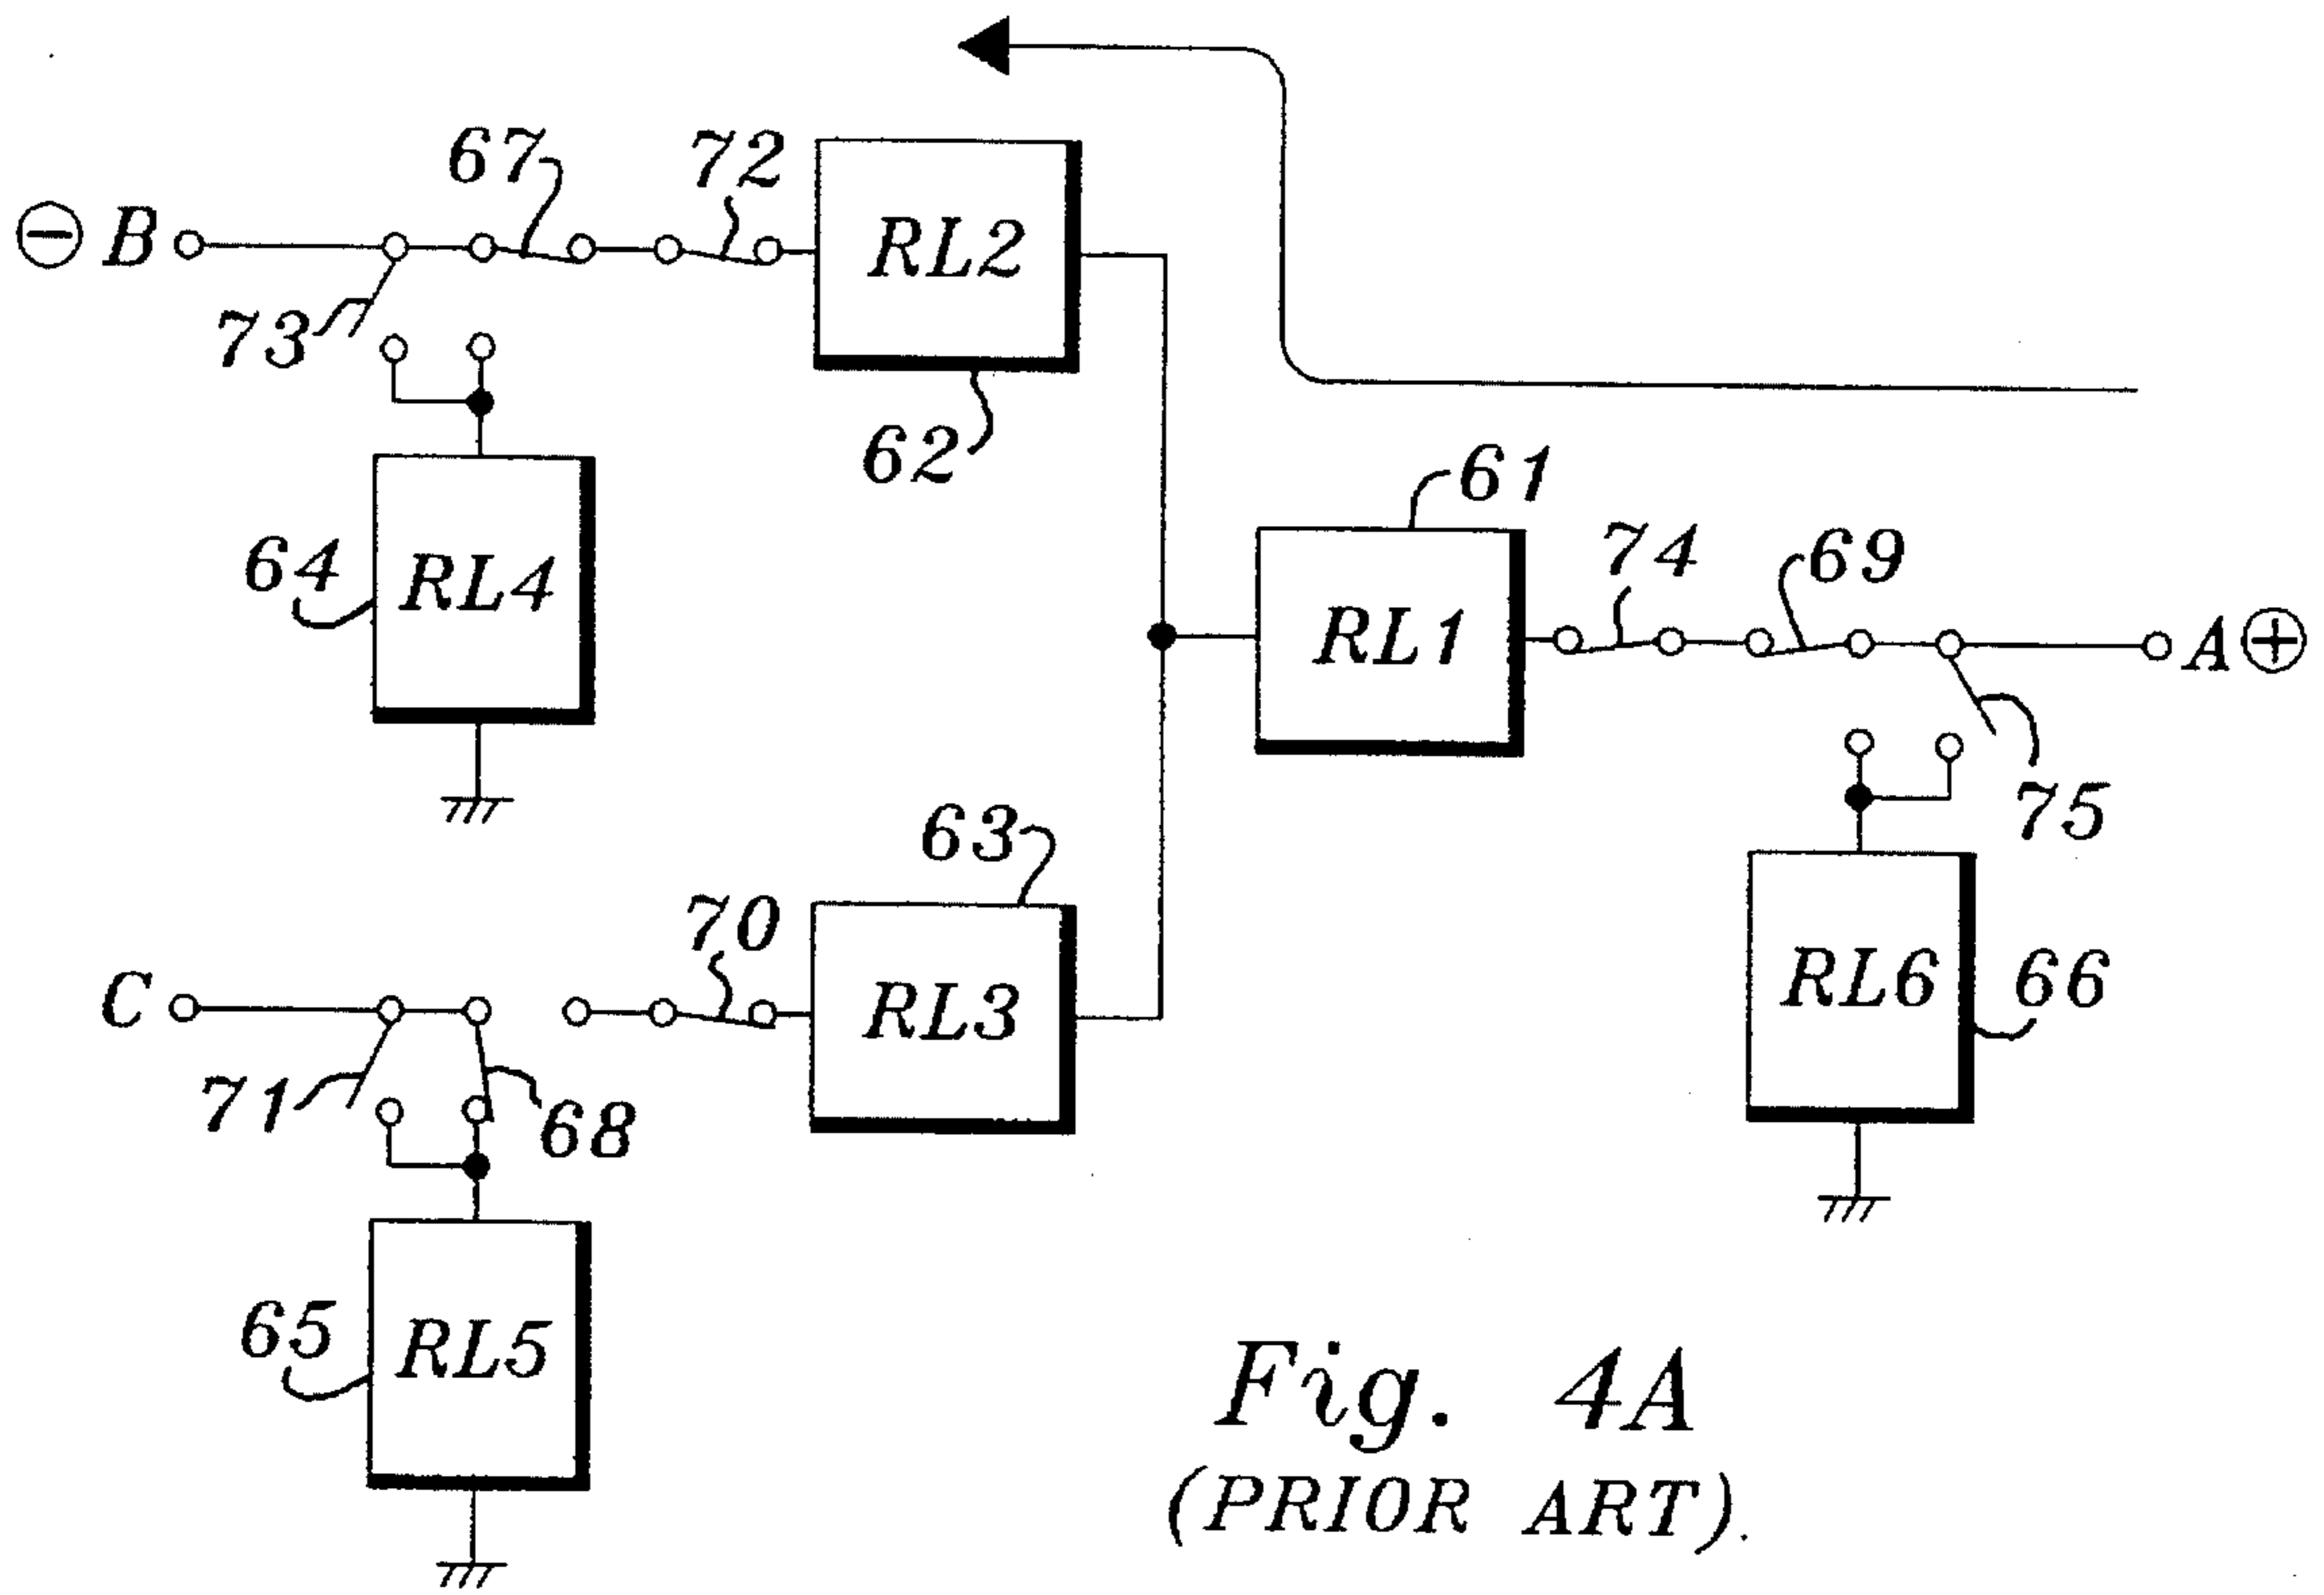 67
72
⊖ B
RL2
73
62
61
64
RL4
74
69
RL1
A ⊕
63
75
70
C
RL3
RL6
66
71
68
65
RL5
Fig. 4A
(PRIOR ART).